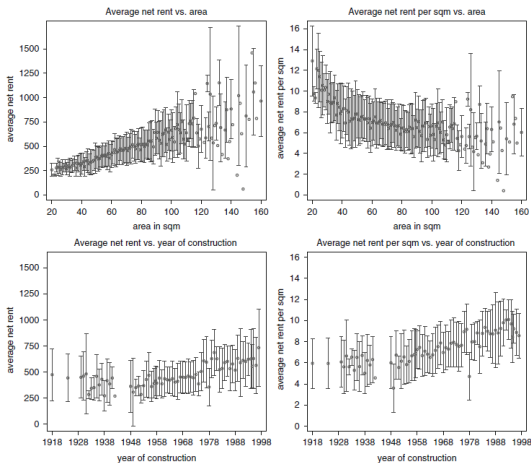 Average net rent vs. area
average net rent
1500
1250
1000
750
500
250
0
20 40 60 80 100 120 140 160
area in sqm
Average net rent per sqm vs. area
average net rent per sqm
16
14
12
10
8
6
4
2
0
20 40 60 80 100 120 140 160
area in sqm
Average net rent vs. year of construction
average net rent
1500
1250
1000
750
500
250
0
1918 1928 1938 1948 1958 1968 1978 1988 1998
year of construction
Average net rent per sqm vs. year of construction
average net rent per sqm
16
14
12
10
8
6
4
2
0
1918 1928 1938 1948 1958 1968 1978 1988 1998
year of construction